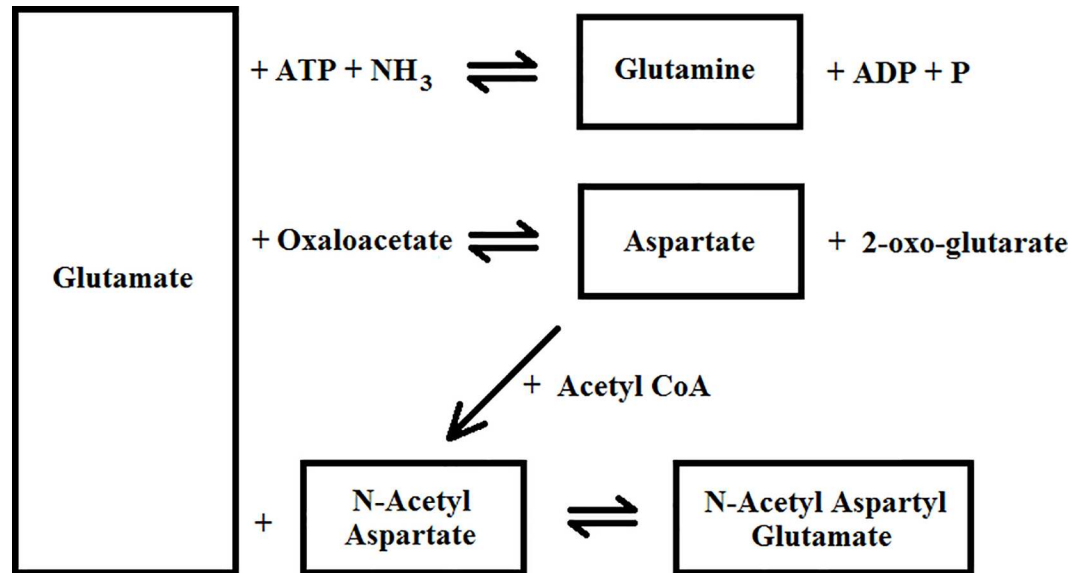 + ATP + NH3 Glutamine + ADP + P
Glutamate + Oxaloacetate Aspartate + 2-oxo-glutarate
+ Acetyl CoA
+ N-Acetyl Aspartate N-Acetyl Aspartyl Glutamate